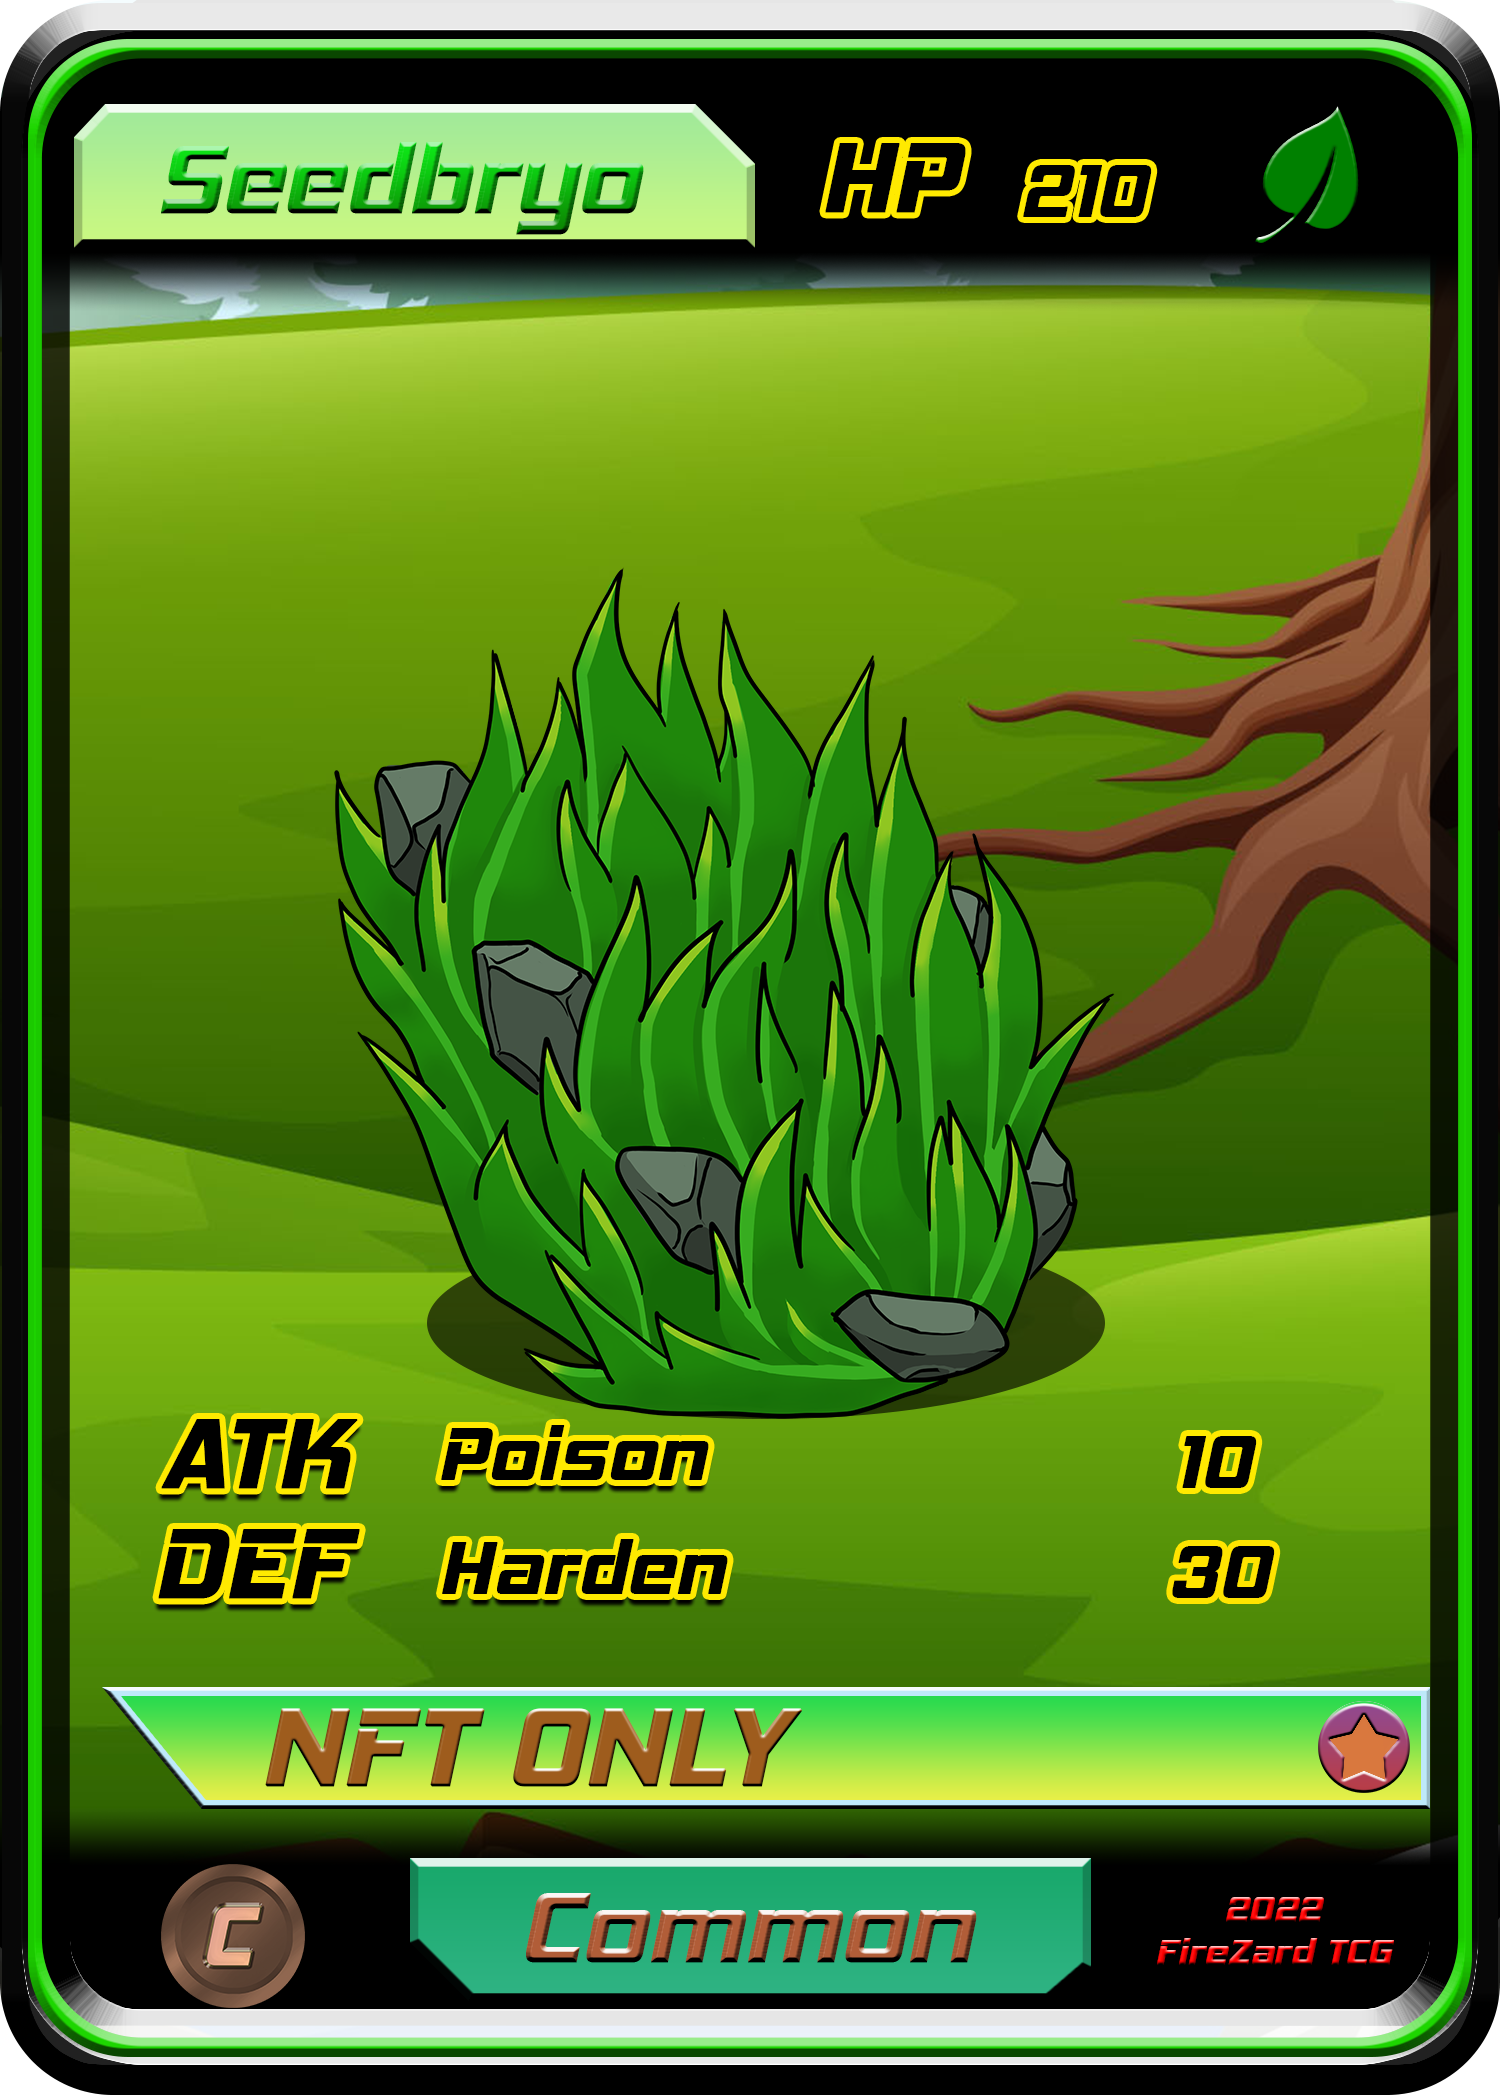 Seedbryo HP 210
ATK Poison 10
DEF Harden 30
NFT ONLY
C Common
2022
FireZard TCG